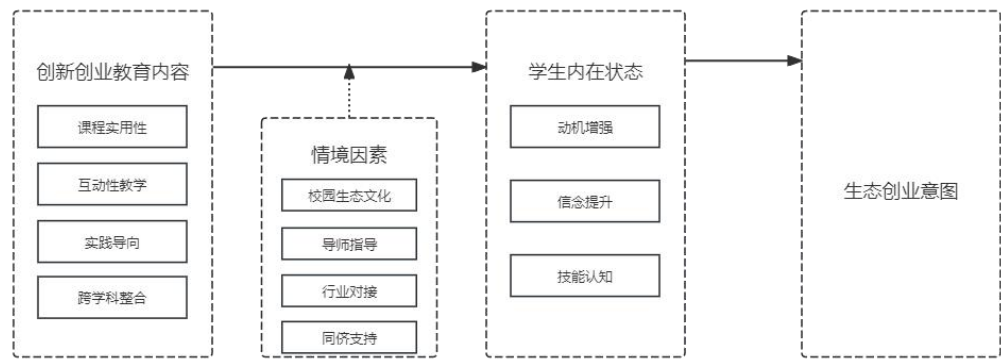 创新创业教育内容
课程实用性
互动性教学
实践导向
跨学科整合
情境因素
校园生态文化
导师指导
行业对接
同侪支持
学生内在状态
动机增强
信念提升
技能认知
生态创业意图